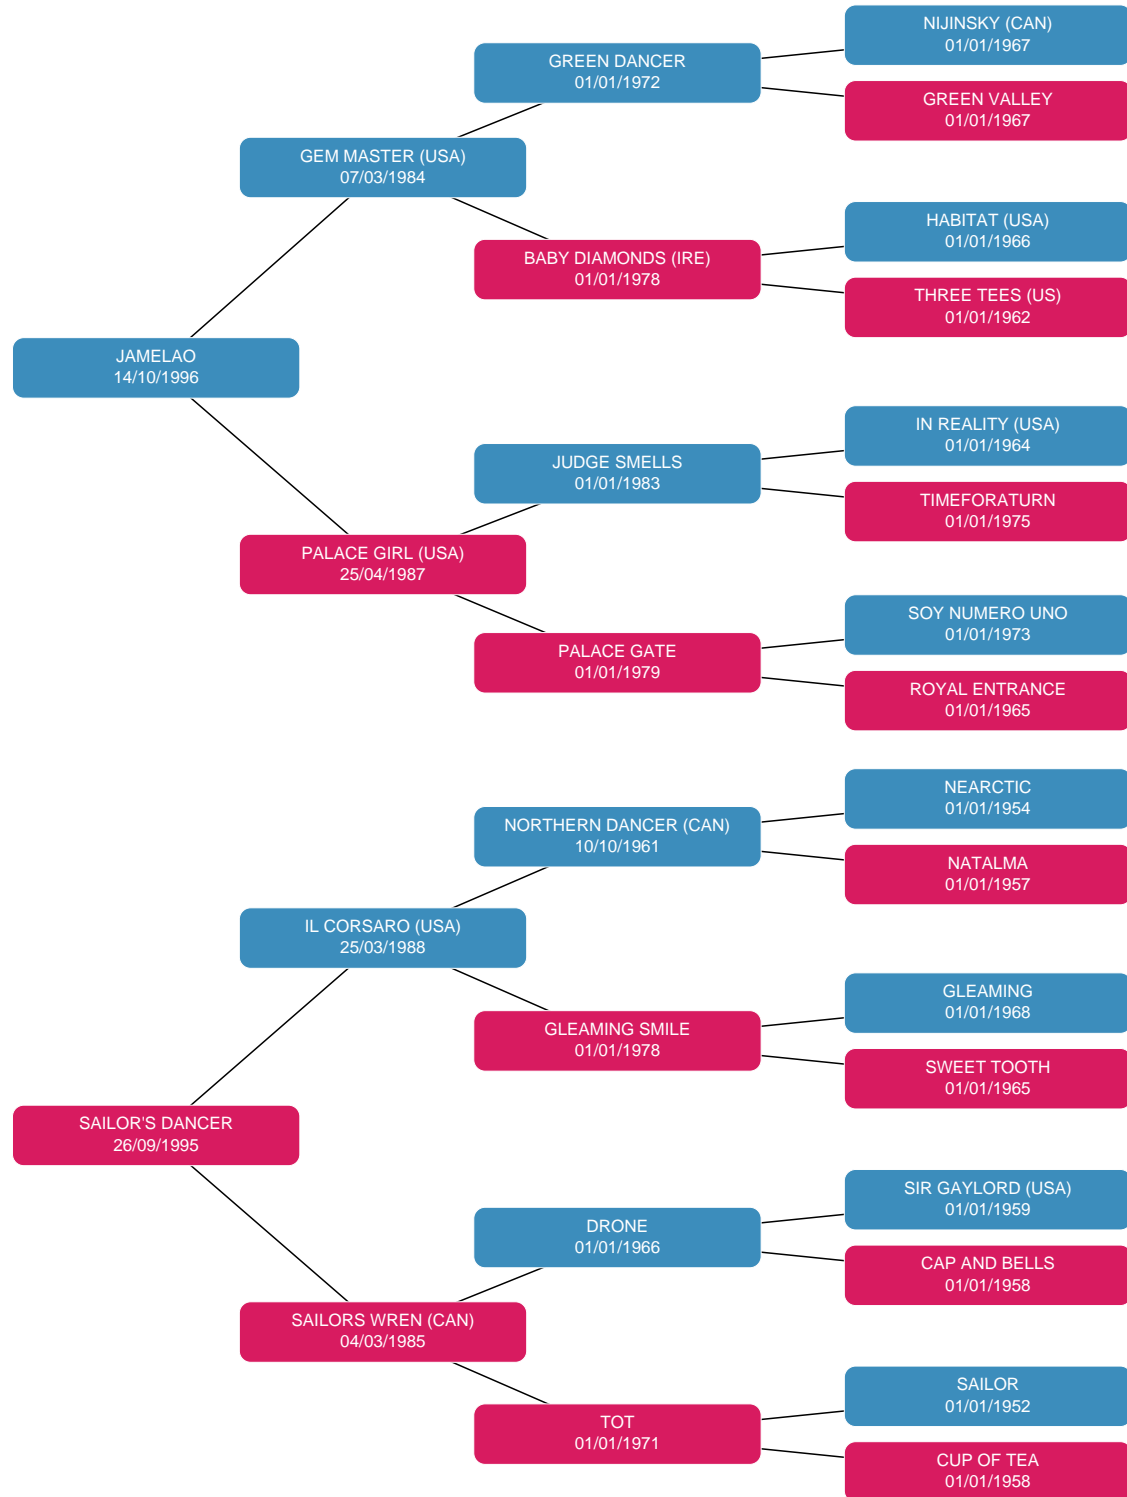 NIJINSKY (CAN)
01/01/1967
GREEN DANCER
01/01/1972
GREEN VALLEY
01/01/1967
GEM MASTER (USA)
07/03/1984
HABITAT (USA)
01/01/1966
BABY DIAMONDS (IRE)
01/01/1978
THREE TEES (US)
01/01/1962
JAMELAO
14/10/1996
IN REALITY (USA)
01/01/1964
JUDGE SMELLS
01/01/1983
TIMEFORATURN
01/01/1975
PALACE GIRL (USA)
25/04/1987
SOY NUMERO UNO
01/01/1973
PALACE GATE
01/01/1979
ROYAL ENTRANCE
01/01/1965
NEARCTIC
01/01/1954
NORTHERN DANCER (CAN)
10/10/1961
NATALMA
01/01/1957
IL CORSARO (USA)
25/03/1988
GLEAMING
01/01/1968
GLEAMING SMILE
01/01/1978
SWEET TOOTH
01/01/1965
SAILOR'S DANCER
26/09/1995
SIR GAYLORD (USA)
01/01/1959
DRONE
01/01/1966
CAP AND BELLS
01/01/1958
SAILORS WREN (CAN)
04/03/1985
SAILOR
01/01/1952
TOT
01/01/1971
CUP OF TEA
01/01/1958